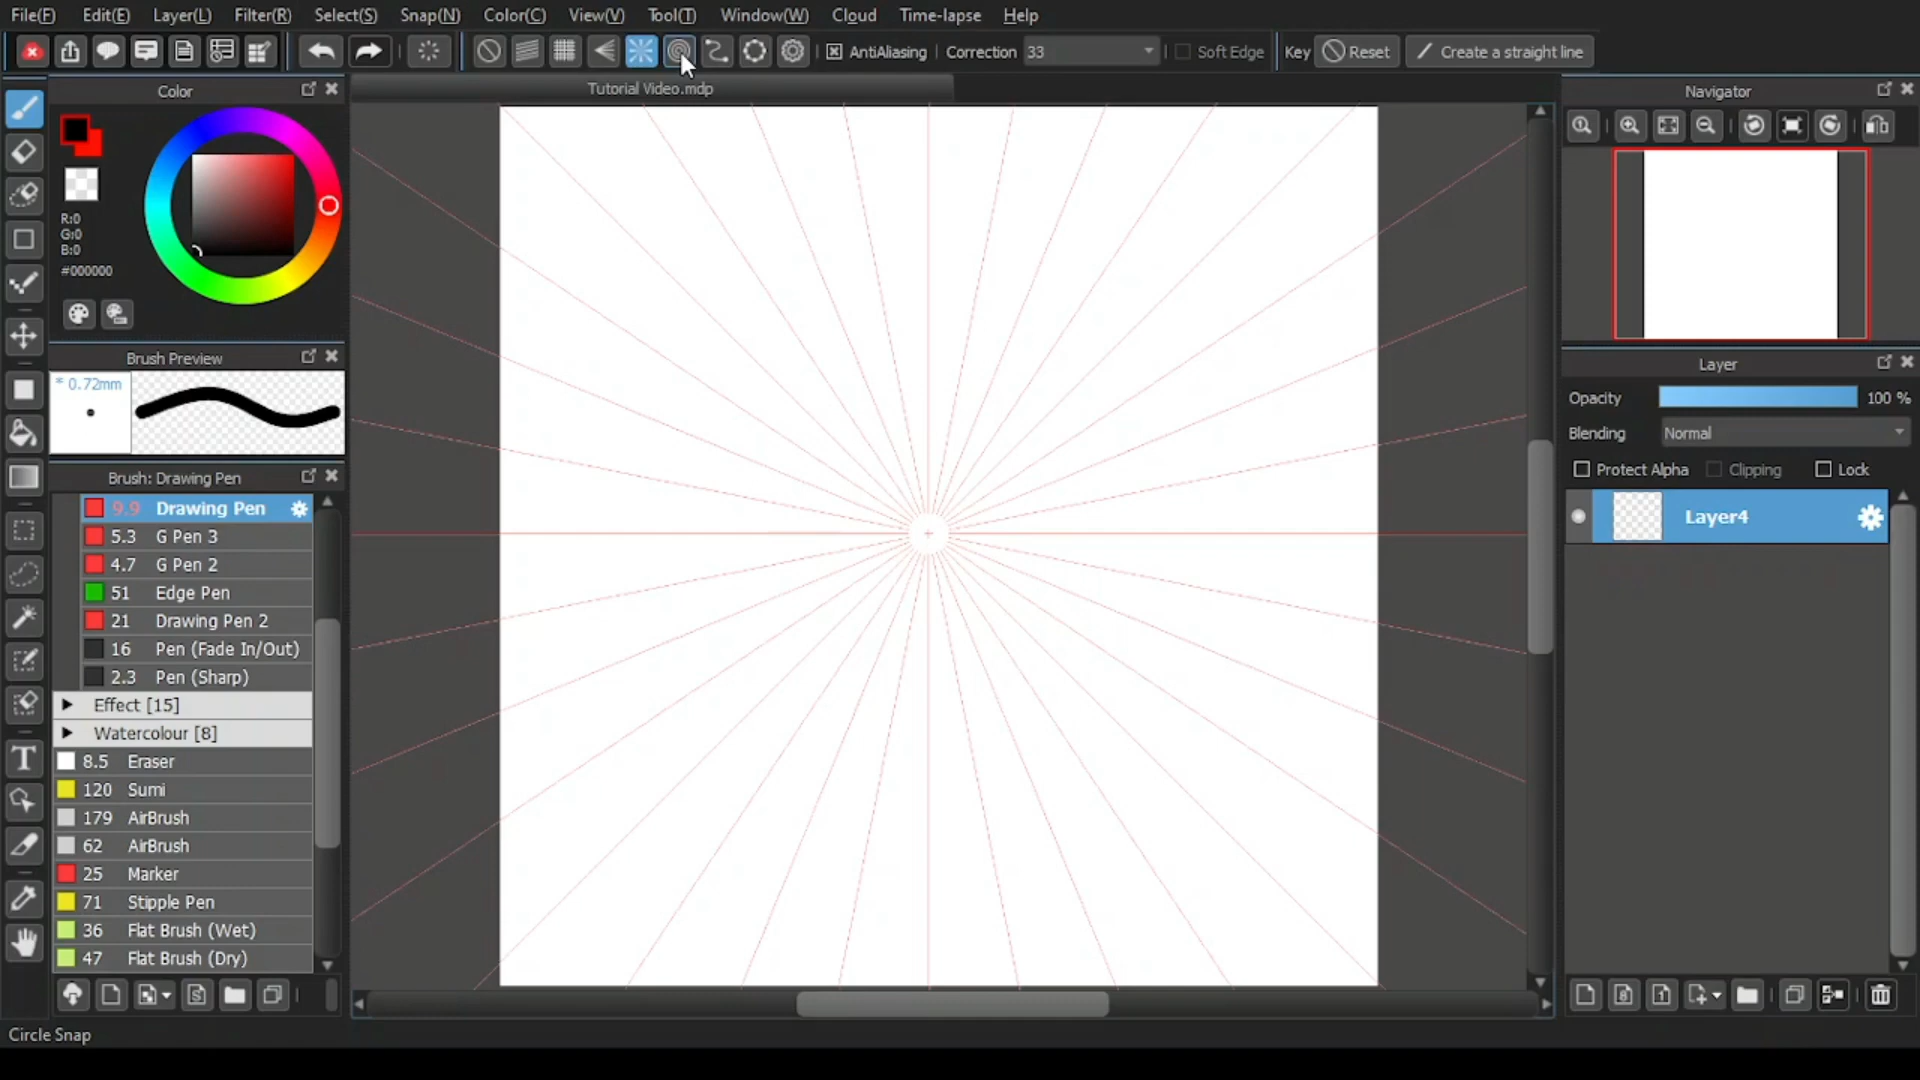 File(F) Edit(E) Layer(L) Filter(R) Select(S) Snap(N) Color(C) View(V) Tool(T) Window(W) Cloud Time-lapse Help
AntiAliasing Correction 33 Soft Edge Key Reset Create a straight line
Color
R:0
G:0
B:0
#000000
Brush Preview
* 0.72mm
Brush: Drawing Pen
9.9 Drawing Pen
5.3 G Pen 3
4.7 G Pen 2
51 Edge Pen
21 Drawing Pen 2
16 Pen (Fade In/Out)
2.3 Pen (Sharp)
Effect [15]
Watercolour [8]
8.5 Eraser
120 Sumi
179 AirBrush
62 AirBrush
25 Marker
71 Stipple Pen
36 Flat Brush (Wet)
47 Flat Brush (Dry)
Circle Snap
Tutorial Video.mdp
Navigator
Layer
Opacity 100 %
Blending Normal
Protect Alpha Clipping Lock
Layer4